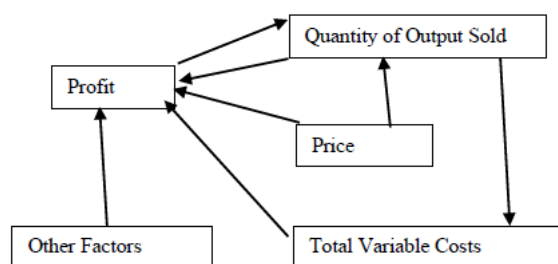 Quantity of Output Sold
Profit
Price
Other Factors
Total Variable Costs